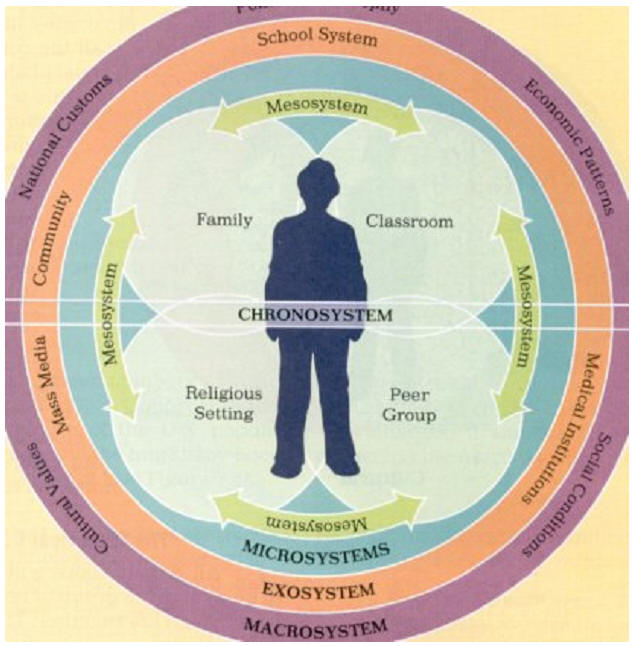 School System
Mesosystem
National Customs
Economic Patterns
Community
Family
Classroom
Mesosystem
Mesosystem
CHRONOSYSTEM
Mass Media
Medical Institutions
Religious
Setting
Peer
Group
Cultural Values
Social Conditions
Mesosystem
MICROSYSTEMS
EXOSYSTEM
MACROSYSTEM